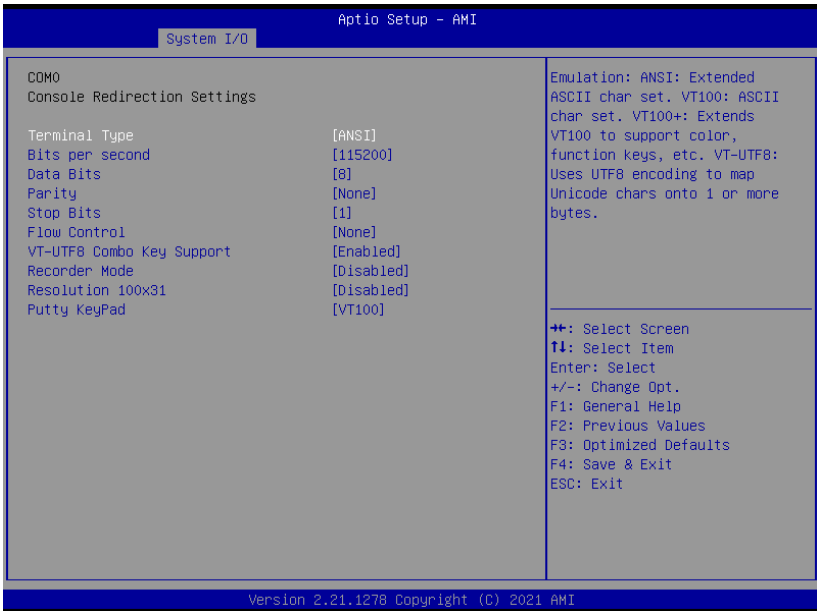 Aptio Setup – AMI
System I/O
COM0
Console Redirection Settings
Terminal Type [ANSI]
Bits per second [115200]
Data Bits [8]
Parity [None]
Stop Bits [1]
Flow Control [None]
VT-UTF8 Combo Key Support [Enabled]
Recorder Mode [Disabled]
Resolution 100x31 [Disabled]
Putty KeyPad [VT100]
Emulation: ANSI: Extended
ASCII char set. VT100: ASCII
char set. VT100+: Extends
VT100 to support color,
function keys, etc. VT-UTF8:
Uses UTF8 encoding to map
Unicode chars onto 1 or more
bytes.
→←: Select Screen
↑↓: Select Item
Enter: Select
+/-: Change Opt.
F1: General Help
F2: Previous Values
F3: Optimized Defaults
F4: Save & Exit
ESC: Exit
Version 2.21.1278 Copyright (C) 2021 AMI